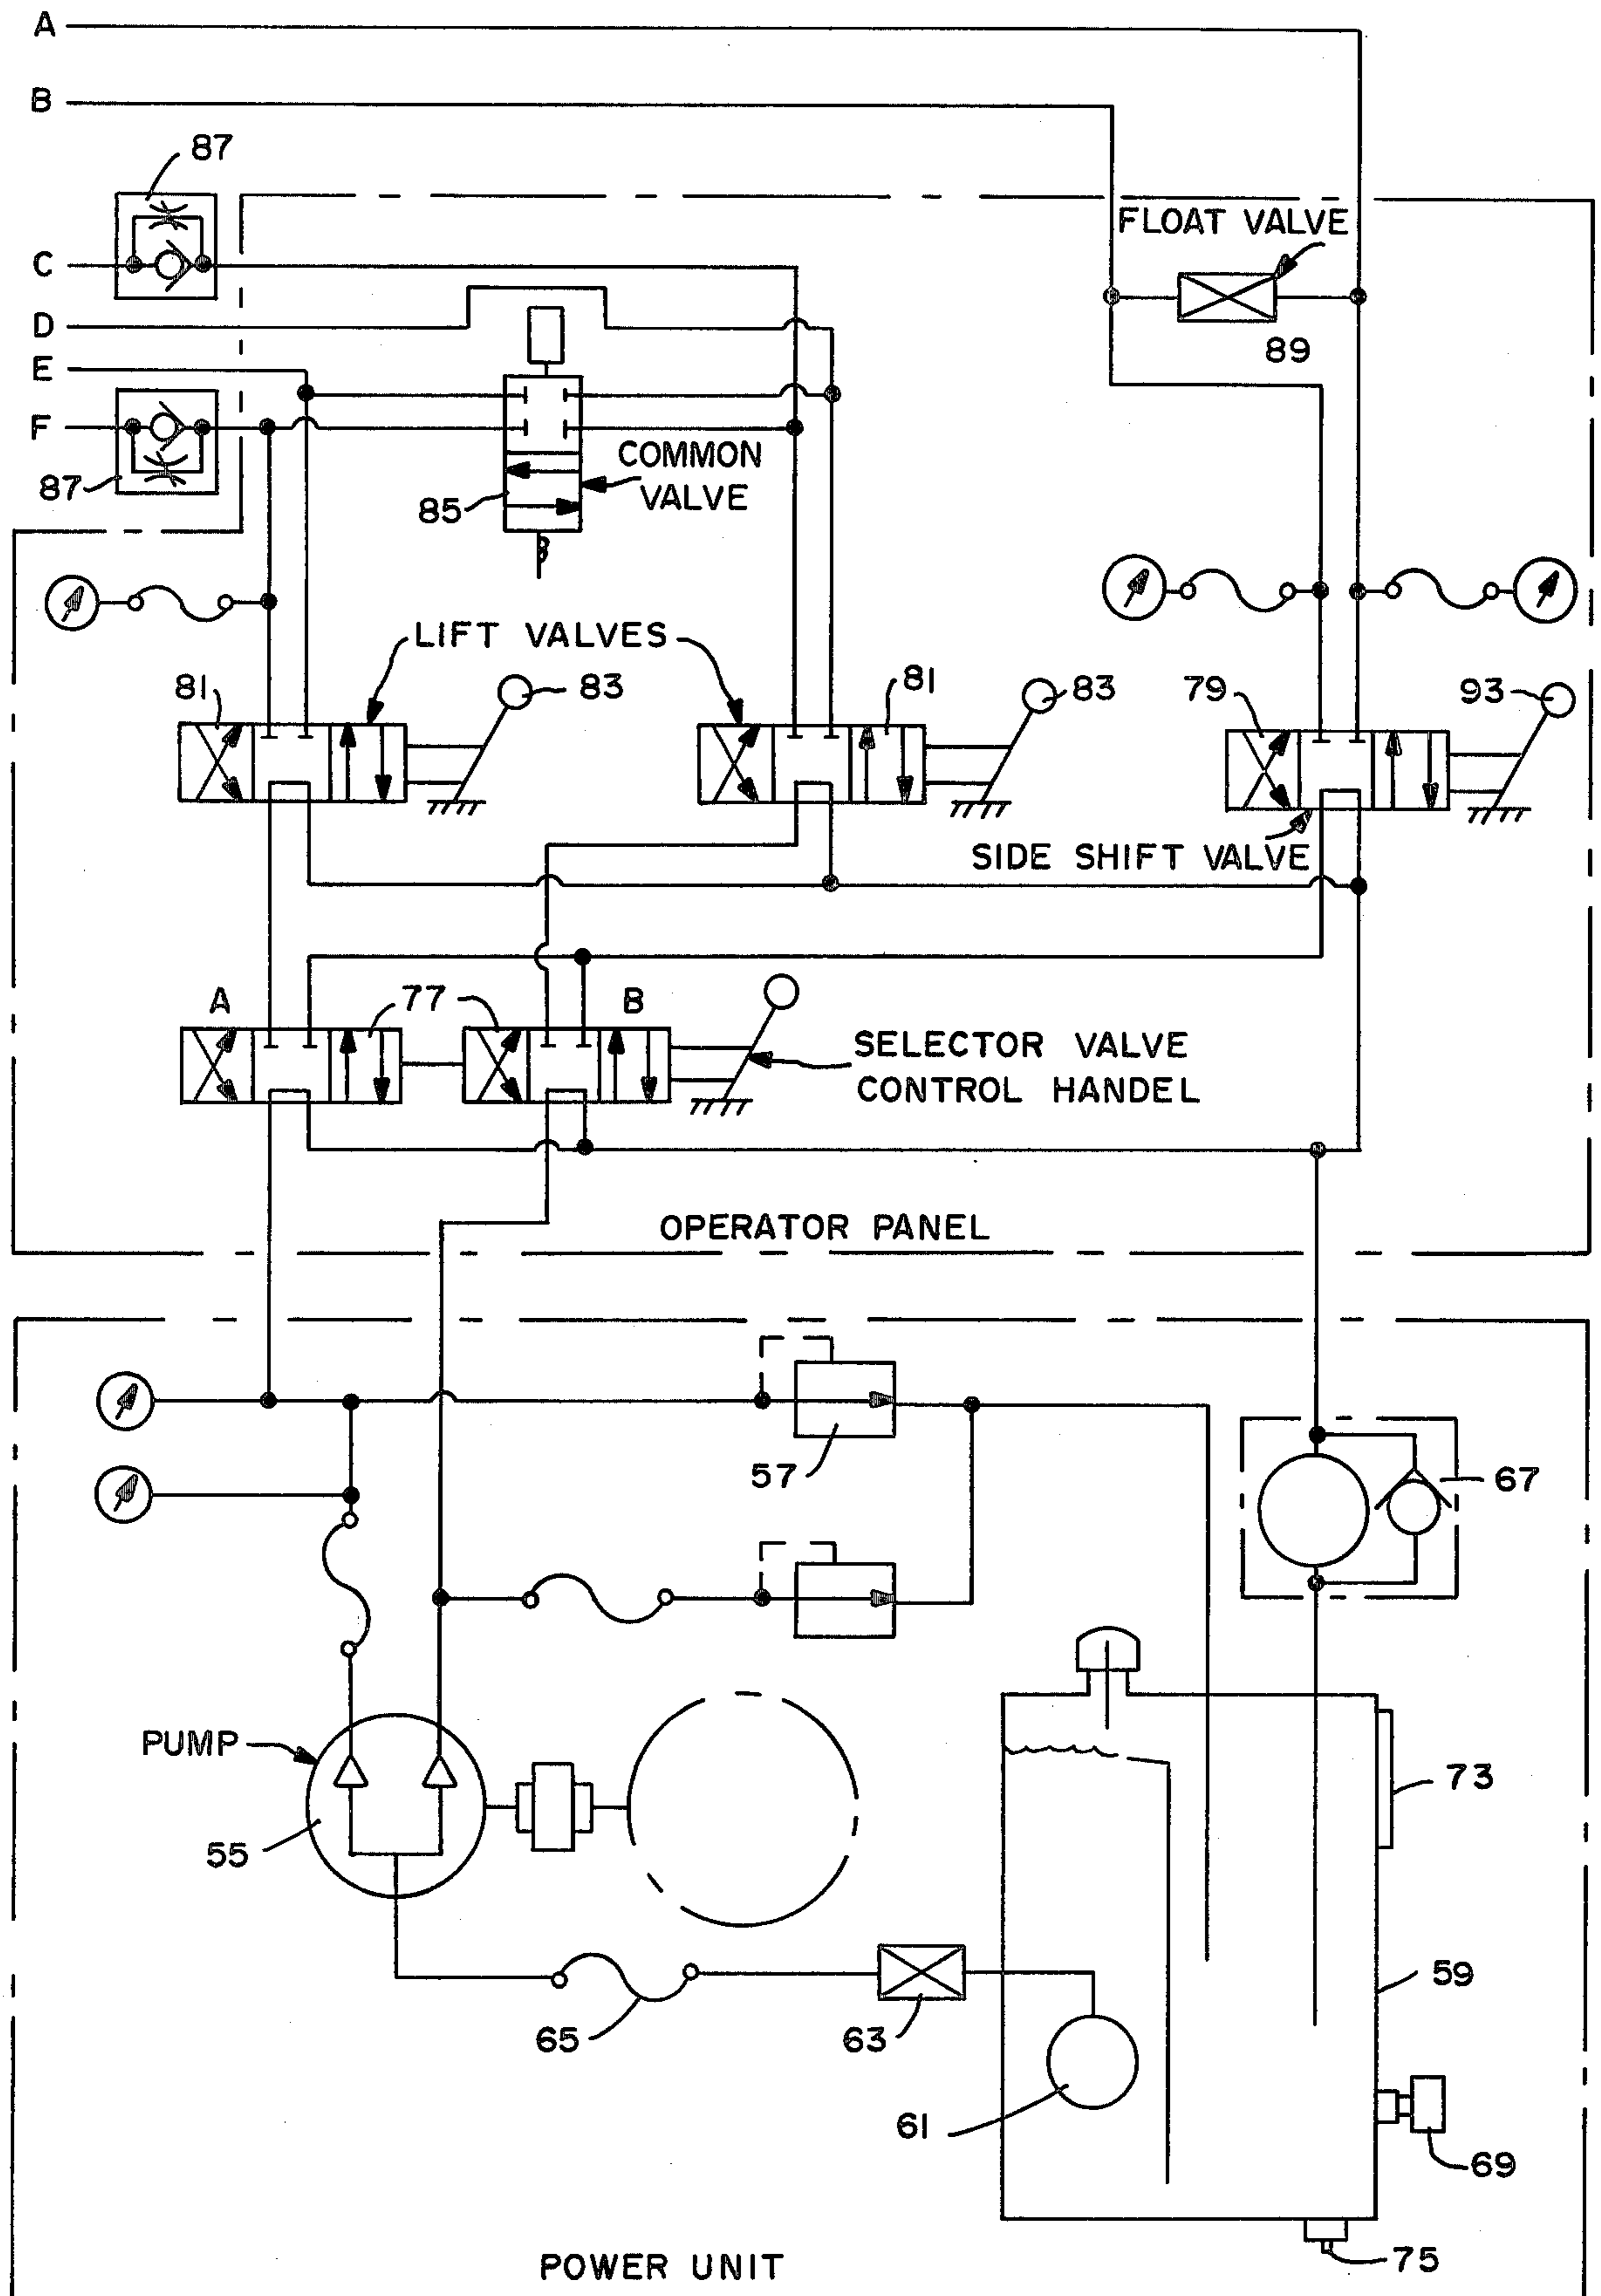 A
B
87
FLOAT VALVE
C
D
89
E
F
COMMON
VALVE
87
85
LIFT VALVES
81
83
81
83
79
93
SIDE SHIFT VALVE
A
77
B
SELECTOR VALVE
CONTROL HANDEL
OPERATOR PANEL
57
67
PUMP
73
55
59
65
63
61
69
75
POWER UNIT